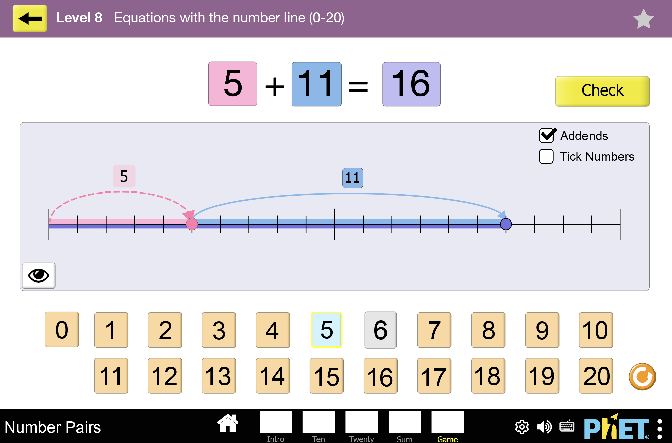 Level 8 Equations with the number line (0-20)
5 + 11 = 16
Check
Addends
Tick Numbers
5 11
0 1 2 3 4 5 6 7 8 9 10
11 12 13 14 15 16 17 18 19 20
Number Pairs
Intro Ten Twenty Sum Game
PhET